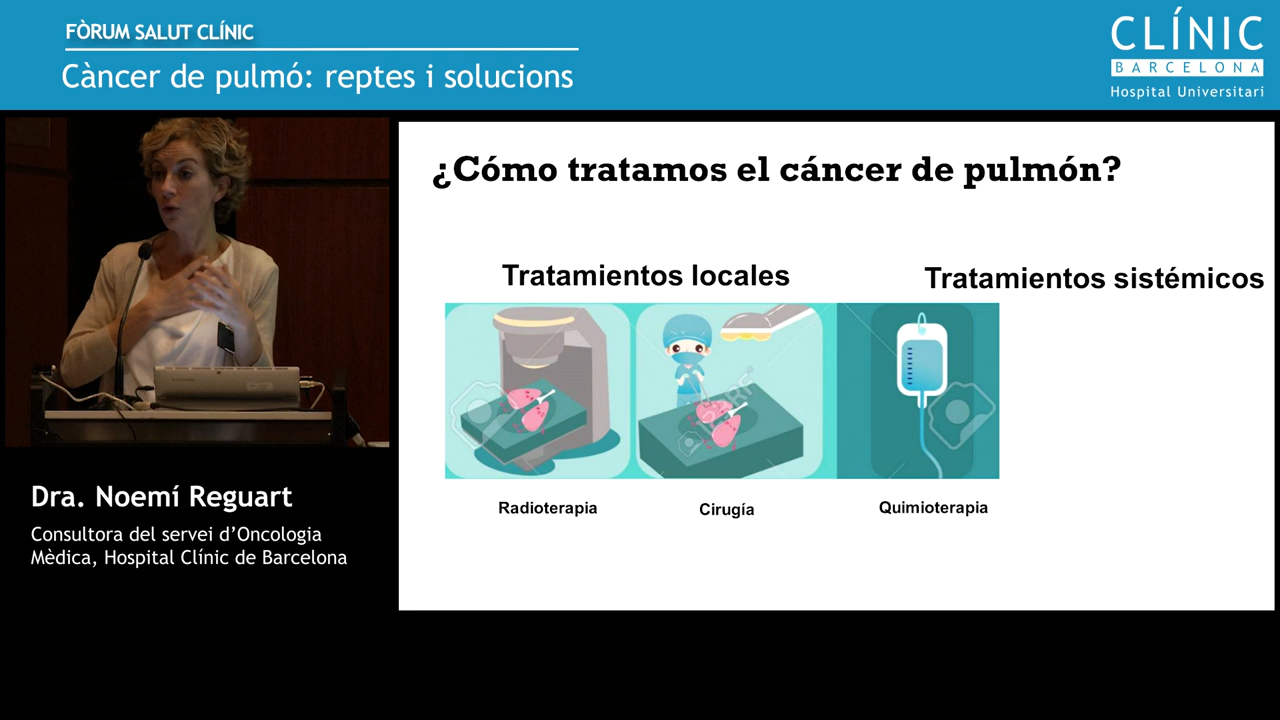 FÒRUM SALUT CLÍNIC
Càncer de pulmó: reptes i solucions
CLÍNIC
BARCELONA
Hospital Universitari
¿Cómo tratamos el cáncer de pulmón?
Tratamientos locales
Tratamientos sistémicos
Radioterapia
Cirugía
Quimioterapia
Dra. Noemí Reguart
Consultora del servei d’Oncologia
Mèdica, Hospital Clínic de Barcelona